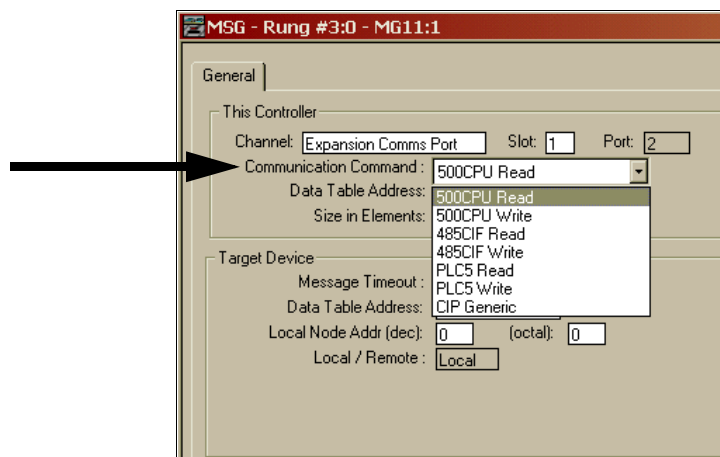 MSG - Rung #3:0 - MG11:1
General
This Controller
Channel: Expansion Comms Port Slot: 1 Port: 2
Communication Command : 500CPU Read
Data Table Address: 500CPU Read
Size in Elements: 500CPU Write
485CIF Read
485CIF Write
Target Device
PLC5 Read
Message Timeout : PLC5 Write
Data Table Address: CIP Generic
Local Node Addr (dec): 0 (octal): 0
Local / Remote : Local